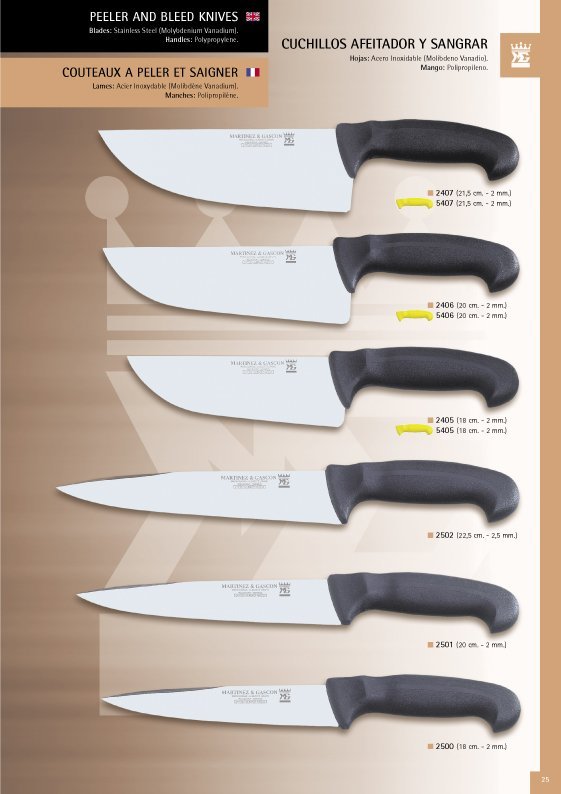 PEELER AND BLEED KNIVES
Blades: Stainless Steel (Molybdenium Vanadium).
Handles: Polypropylene.
COUTEAUX A PELER ET SAIGNER
Lames: Acier Inoxydable (Molibdène Vanadium).
Manches: Polipropilène.
CUCHILLOS AFEITADOR Y SANGRAR
Hojas: Acero Inoxidable (Molibdeno Vanadio).
Mango: Polipropileno.
MARTINEZ & GASCON
2407 (21,5 cm. - 2 mm.)
5407 (21,5 cm. - 2 mm.)
MARTINEZ & GASCON
2406 (20 cm. - 2 mm.)
5406 (20 cm. - 2 mm.)
MARTINEZ & GASCON
2405 (18 cm. - 2 mm.)
5405 (18 cm. - 2 mm.)
MARTINEZ & GASCON
2502 (22,5 cm. - 2,5 mm.)
MARTINEZ & GASCON
2501 (20 cm. - 2 mm.)
MARTINEZ & GASCON
2500 (18 cm. - 2 mm.)
25